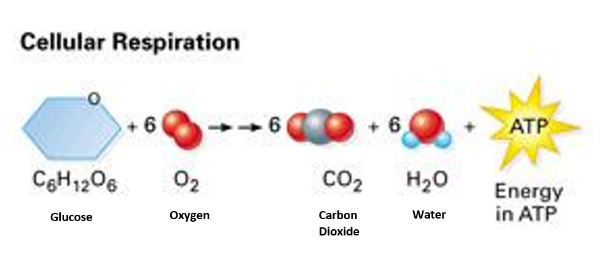 Cellular Respiration
O
+ 6 →→ 6 + 6 + ATP
C₆H₁₂O₆ O₂ CO₂ H₂O Energy in ATP
Glucose Oxygen Carbon Dioxide Water